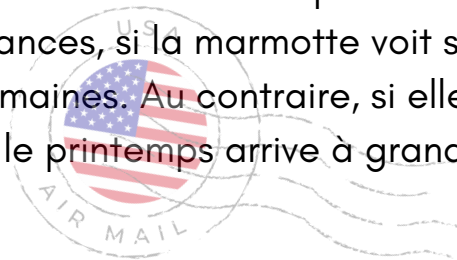 USA
ances, si la marmotte voit s
maines. Au contraire, si elle
le printemps arrive à grand
AIR MAIL